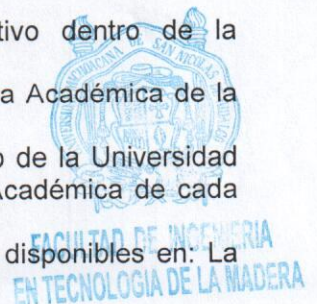 tivo dentro de la
a Académica de la
o de la Universidad
Académica de cada
disponibles en: La
FACULTAD DE INGENIERIA
EN TECNOLOGIA DE LA MADERA